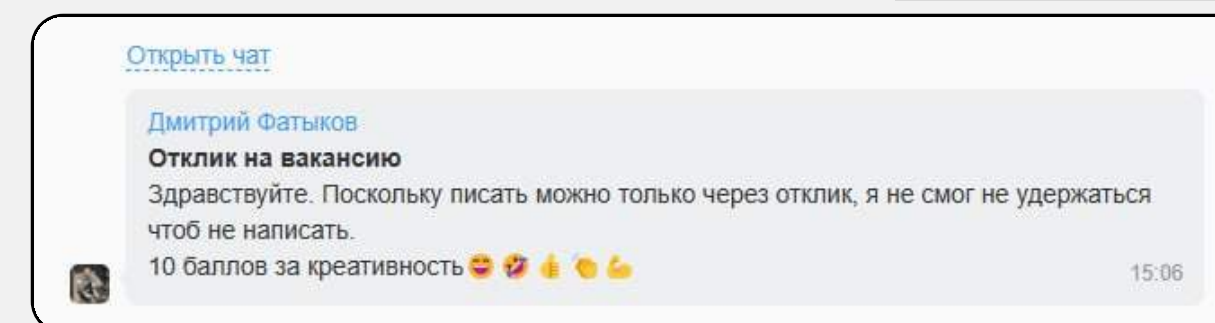 Открыть чат
Дмитрий Фатыков
Отклик на вакансию
Здравствуйте. Поскольку писать можно только через отклик, я не смог не удержаться
чтоб не написать.
10 баллов за креативность😄 🤣 👍 👏 💪
15:06